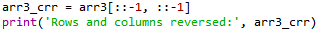 arr3_crr = arr3[::-1, ::-1]
print('Rows and columns reversed:', arr3_crr)